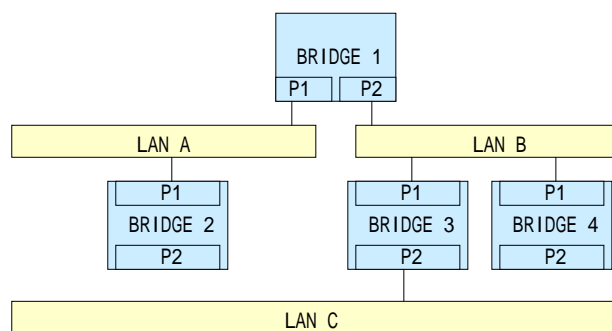 BRIDGE 1
P1 P2
LAN A LAN B
P1 P1 P1
BRIDGE 2 BRIDGE 3 BRIDGE 4
P2 P2 P2
LAN C